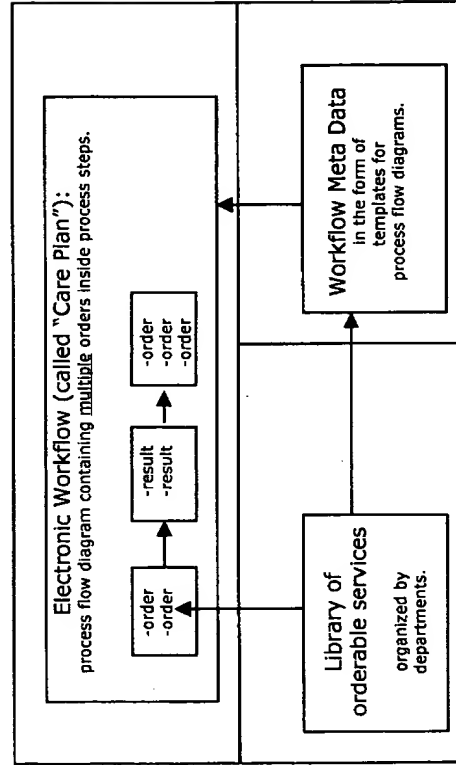 Electronic Workflow (called "Care Plan"):
process flow diagram containing multiple orders inside process steps.
-order
-order
-result
-result
-order
-order
-order
Library of
orderable services
organized by
departments.
Workflow Meta Data
in the form of
templates for
process flow diagrams.